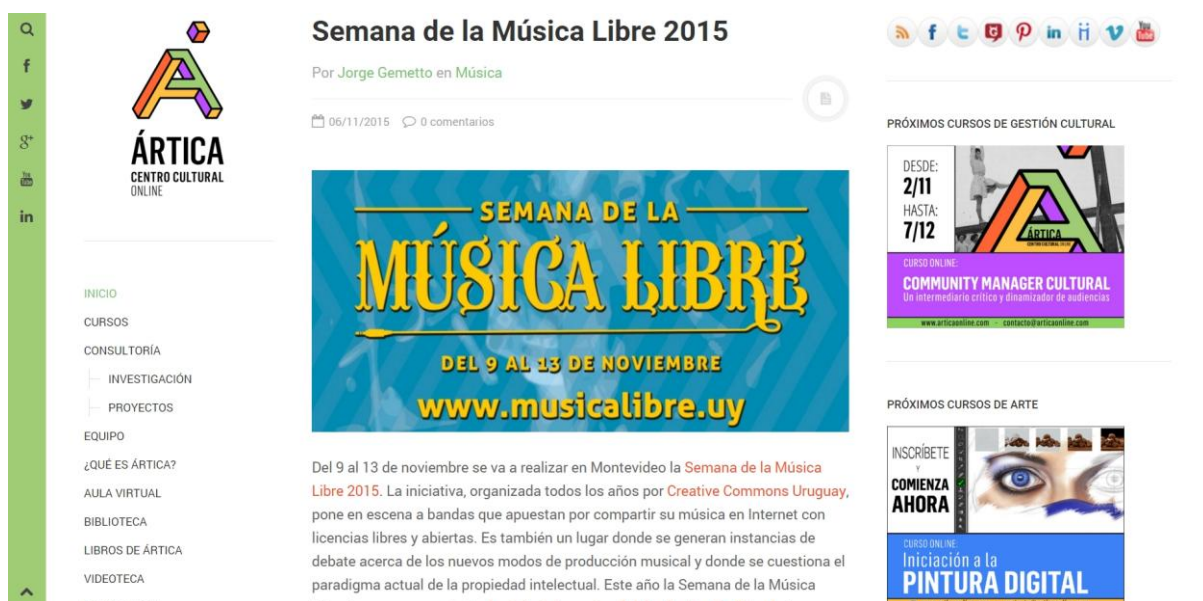 ÁRTICA
CENTRO CULTURAL
ONLINE
INICIO
CURSOS
CONSULTORÍA
INVESTIGACIÓN
PROYECTOS
EQUIPO
¿QUÉ ES ÁRTICA?
AULA VIRTUAL
BIBLIOTECA
LIBROS DE ÁRTICA
VIDEOTECA
Semana de la Música Libre 2015
Por Jorge Gemetto en Música
06/11/2015 0 comentarios
SEMANA DE LA
MÚSICA LIBRE
DEL 9 AL 13 DE NOVIEMBRE
www.musicalibre.uy
Del 9 al 13 de noviembre se va a realizar en Montevideo la Semana de la Música
Libre 2015. La iniciativa, organizada todos los años por Creative Commons Uruguay,
pone en escena a bandas que apuestan por compartir su música en Internet con
licencias libres y abiertas. Es también un lugar donde se generan instancias de
debate acerca de los nuevos modos de producción musical y donde se cuestiona el
paradigma actual de la propiedad intelectual. Este año la Semana de la Música
PRÓXIMOS CURSOS DE GESTIÓN CULTURAL
DESDE:
2/11
HASTA:
7/12
ÁRTICA
CURSO ONLINE:
COMMUNITY MANAGER CULTURAL
Un intermediario crítico y dinamizador de audiencias
www.articaonline.com - contacto@articaonline.com
PRÓXIMOS CURSOS DE ARTE
INSCRÍBETE
Y
COMIENZA
AHORA
CURSO ONLINE:
Iniciación a la
PINTURA DIGITAL